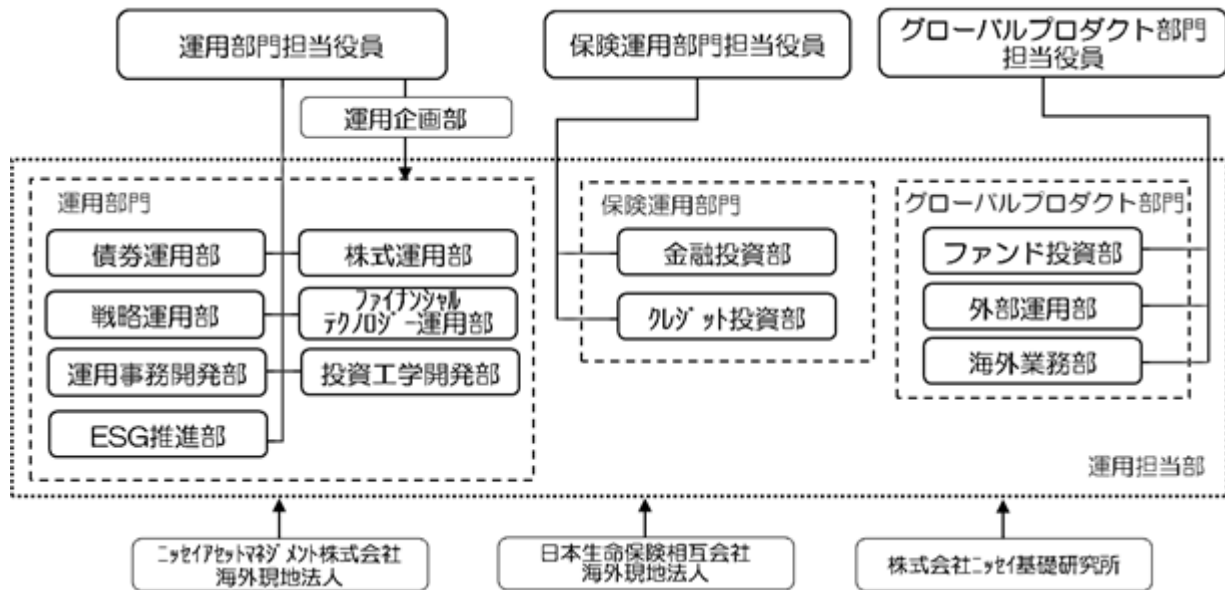 運用部門担当役員
保険運用部門担当役員
グローバルプロダクト部門
担当役員
運用企画部
運用部門
債券運用部
株式運用部
戦略運用部
ファイナンシャル
テクノロジー運用部
運用事務開発部
投資工学開発部
ESG推進部
保険運用部門
金融投資部
クレジット投資部
グローバルプロダクト部門
ファンド投資部
外部運用部
海外業務部
運用担当部
ニッセイアセットマネジメント株式会社
海外現地法人
日本生命保険相互会社
海外現地法人
株式会社ニッセイ基礎研究所